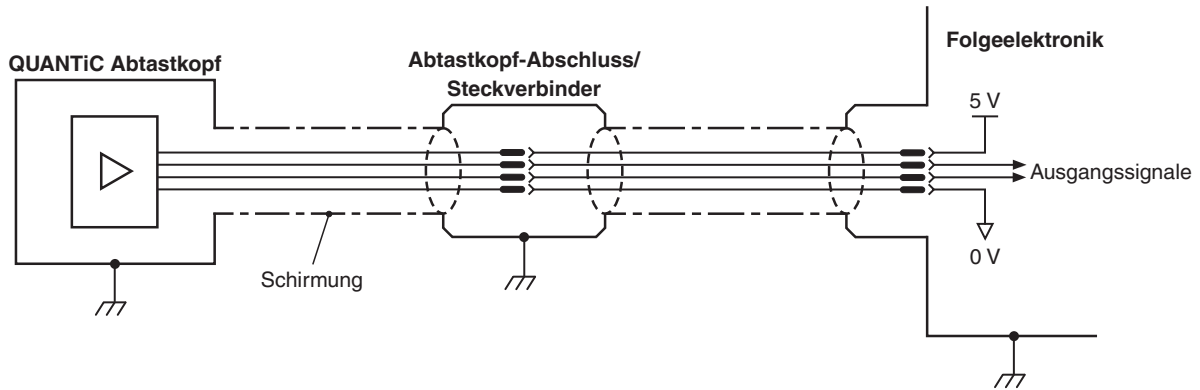 QUANTiC Abtastkopf
Abtastkopf-Abschluss/
Steckverbinder
Folgeelektronik
5 V
Ausgangssignale
0 V
Schirmung